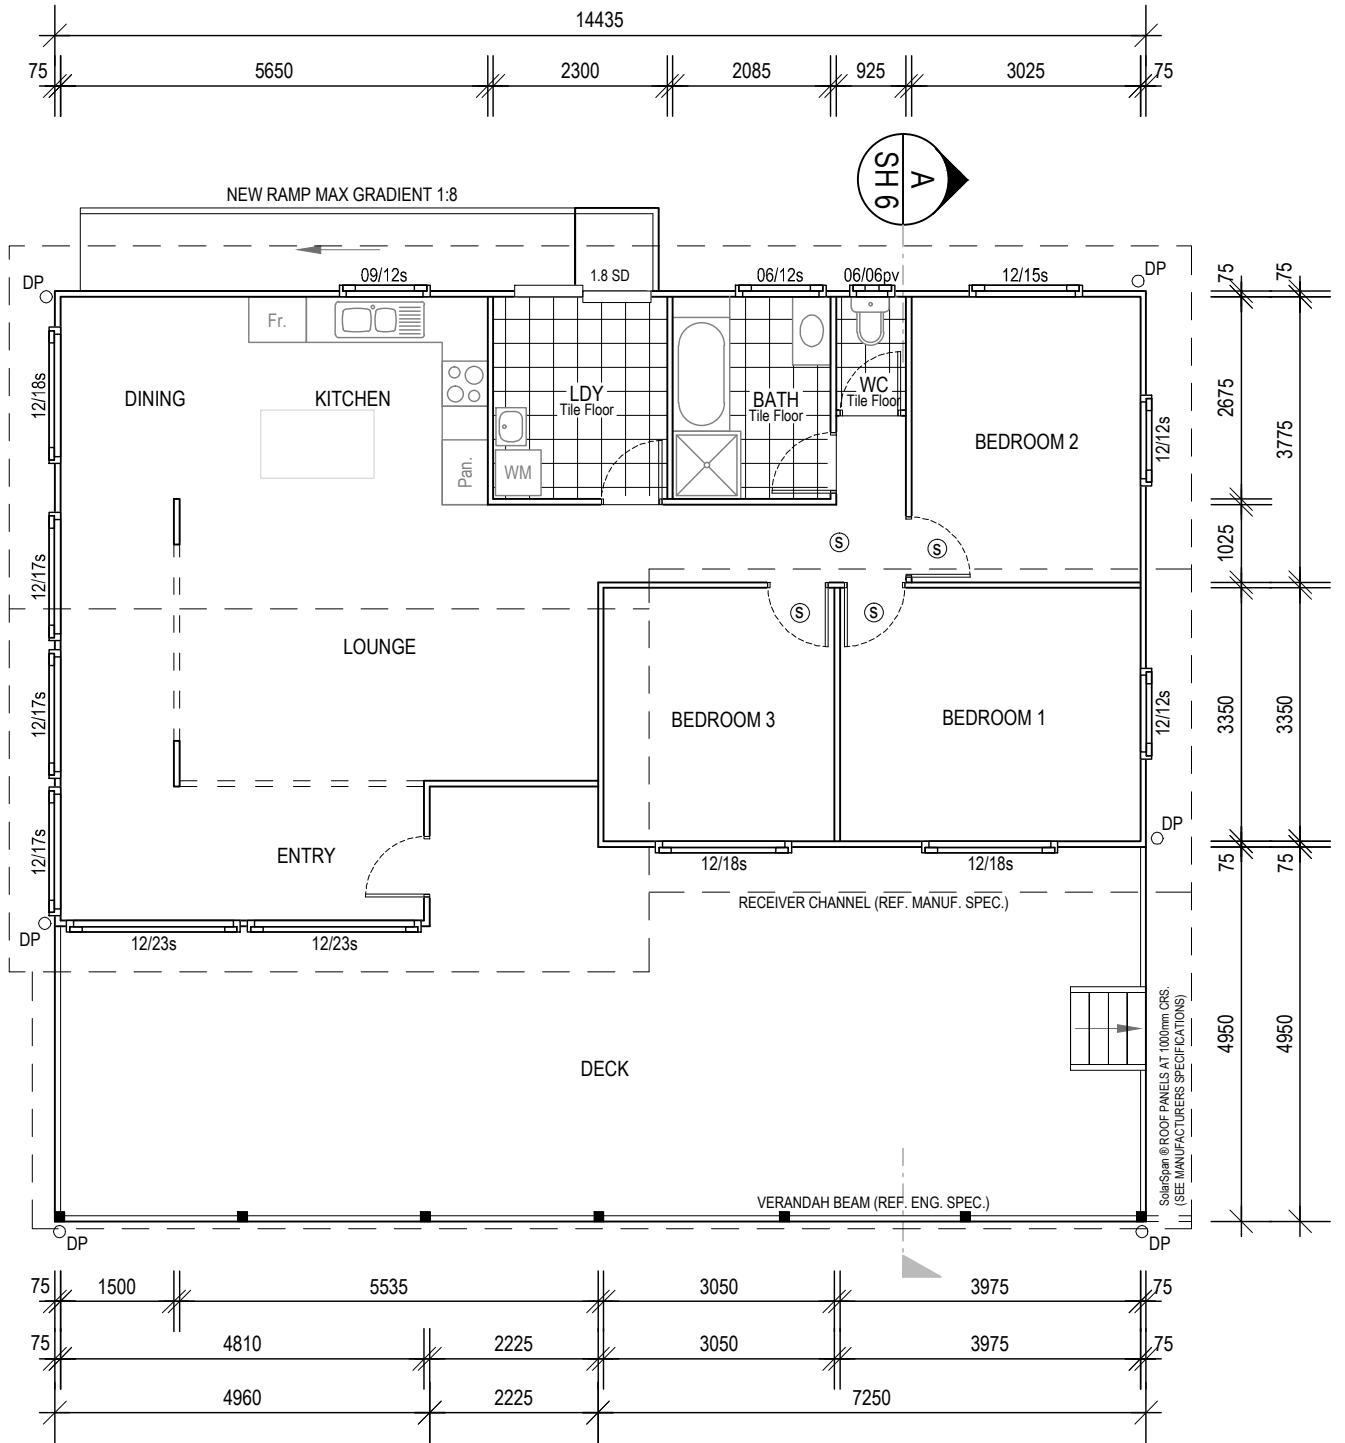 14435
75 5650 2300 2085 925 3025 75
A
SH 6
NEW RAMP MAX GRADIENT 1:8
DP
09/12s
1.8 SD
06/12s
06/06pv
12/15s
DP
75
75
12/18s
Fr.
DINING
KITCHEN
LDY
Tile Floor
BATH
Tile Floor
WC
Tile Floor
BEDROOM 2
12/12s
2675
3775
Pan.
WM
12/17s
S
S
1025
S
S
LOUNGE
12/17s
BEDROOM 3
BEDROOM 1
12/12s
3350
3350
12/17s
ENTRY
DP
12/18s
12/18s
75
75
RECEIVER CHANNEL (REF. MANUF. SPEC.)
DP
12/23s
12/23s
DECK
SolarSpan ® ROOF PANELS AT 1000mm CRS.
(SEE MANUFACTURERS SPECIFICATIONS)
4950
4950
VERANDAH BEAM (REF. ENG. SPEC.)
DP
DP
75 1500 5535 3050 3975 75
75 4810 2225 3050 3975 75
4960 2225 7250